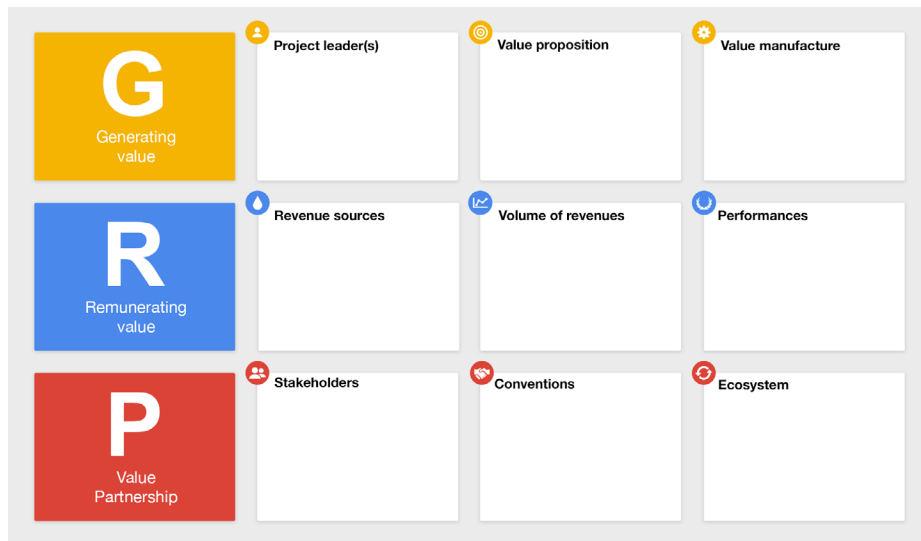 G
Generating
value
Project leader(s)
Value proposition
Value manufacture
R
Remunerating
value
Revenue sources
Volume of revenues
Performances
P
Value
Partnership
Stakeholders
Conventions
Ecosystem